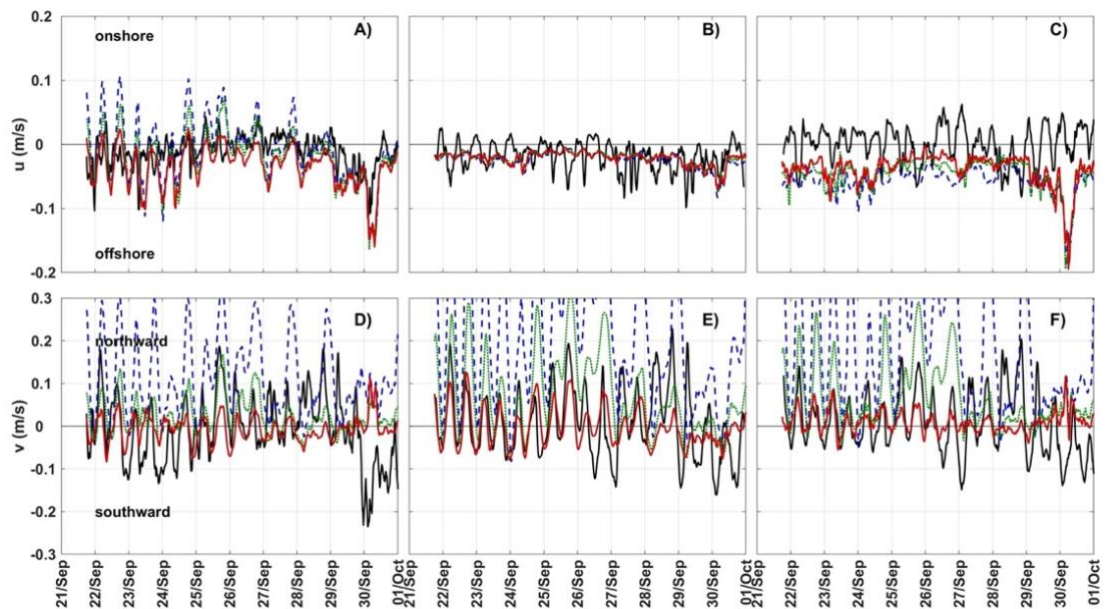 0.2
0.1
0
-0.1
-0.2
u (m/s)
onshore
offshore
A)
B)
C)
0.3
0.2
0.1
0
-0.1
-0.2
-0.3
v (m/s)
northward
southward
D)
E)
F)
21/Sep
22/Sep
23/Sep
24/Sep
25/Sep
26/Sep
27/Sep
28/Sep
29/Sep
30/Sep
01/Oct
21/Sep
22/Sep
23/Sep
24/Sep
25/Sep
26/Sep
27/Sep
28/Sep
29/Sep
30/Sep
01/Oct
21/Sep
22/Sep
23/Sep
24/Sep
25/Sep
26/Sep
27/Sep
28/Sep
29/Sep
30/Sep
01/Oct